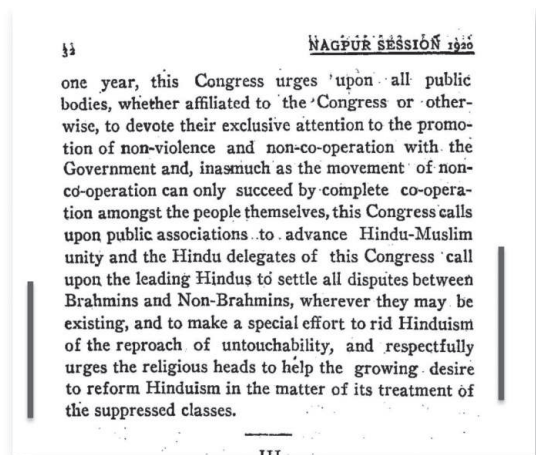 32
NAGPUR SESSION 1920
one year, this Congress urges upon all public
bodies, whether affiliated to the Congress or other-
wise, to devote their exclusive attention to the promo-
tion of non-violence and non-co-operation with the
Government and, inasmuch as the movement of non-
co-operation can only succeed by complete co-opera-
tion amongst the people themselves, this Congress calls
upon public associations to advance Hindu-Muslim
unity and the Hindu delegates of this Congress call
upon the leading Hindus to settle all disputes between
Brahmins and Non-Brahmins, wherever they may be
existing, and to make a special effort to rid Hinduism
of the reproach of untouchability, and respectfully
urges the religious heads to help the growing desire
to reform Hinduism in the matter of its treatment of
the suppressed classes.